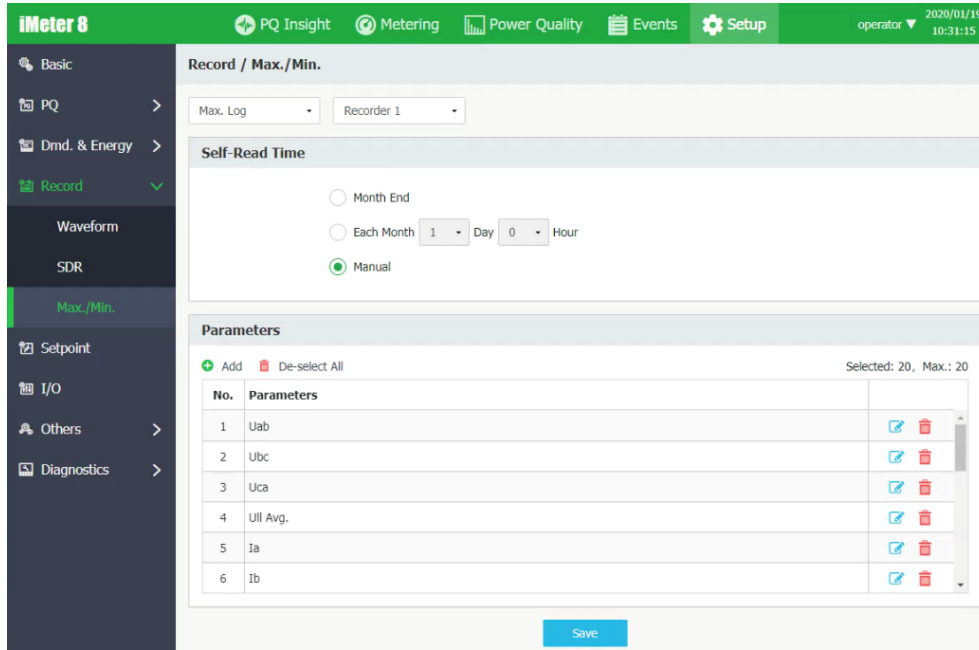 iMeter 8
PQ Insight
Metering
Power Quality
Events
Setup
operator
2020/01/19
10:31:15
Basic
PQ
Dmd. & Energy
Record
Waveform
SDR
Max./Min.
Setpoint
I/O
Others
Diagnostics
Record / Max./Min.
Max. Log
Recorder 1
Self-Read Time
Month End
Each Month 1 Day 0 Hour
Manual
Parameters
Add De-select All Selected: 20, Max.: 20
No. Parameters
1 Uab
2 Ubc
3 Uca
4 Ull Avg.
5 Ia
6 Ib
Save